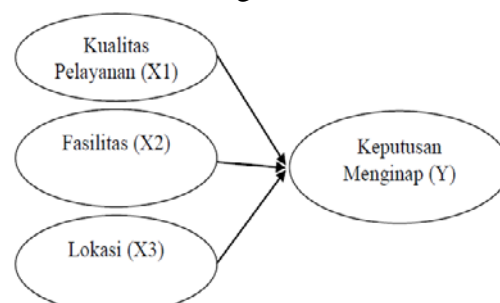 Kualitas
Pelayanan (X1)
Fasilitas (X2)
Keputusan
Menginap (Y)
Lokasi (X3)